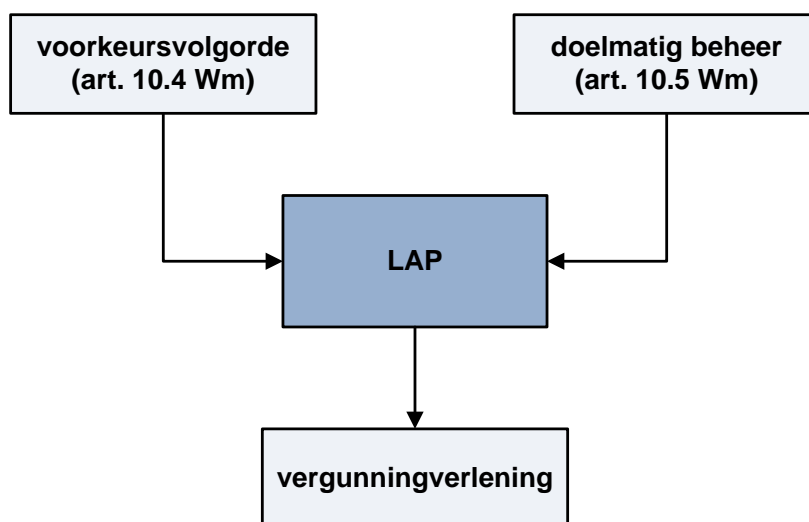 voorkeursvolgorde
(art. 10.4 Wm)
doelmatig beheer
(art. 10.5 Wm)
LAP
vergunningverlening